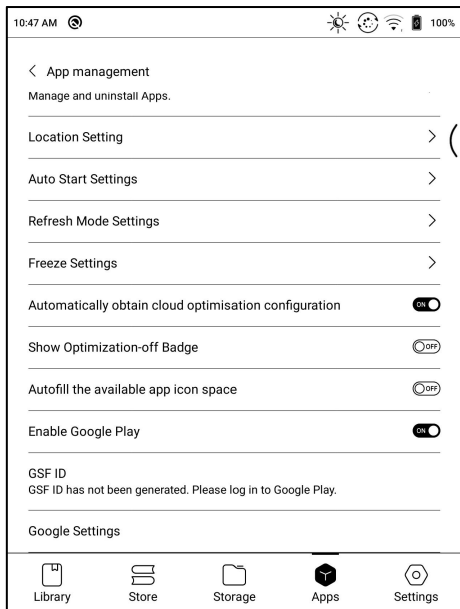 10:47 AM
100%
App management
Manage and uninstall Apps.
Location Setting
Auto Start Settings
Refresh Mode Settings
Freeze Settings
Automatically obtain cloud optimisation configuration
ON
Show Optimization-off Badge
OFF
Autofill the available app icon space
OFF
Enable Google Play
ON
GSF ID
GSF ID has not been generated. Please log in to Google Play.
Google Settings
Library
Store
Storage
Apps
Settings